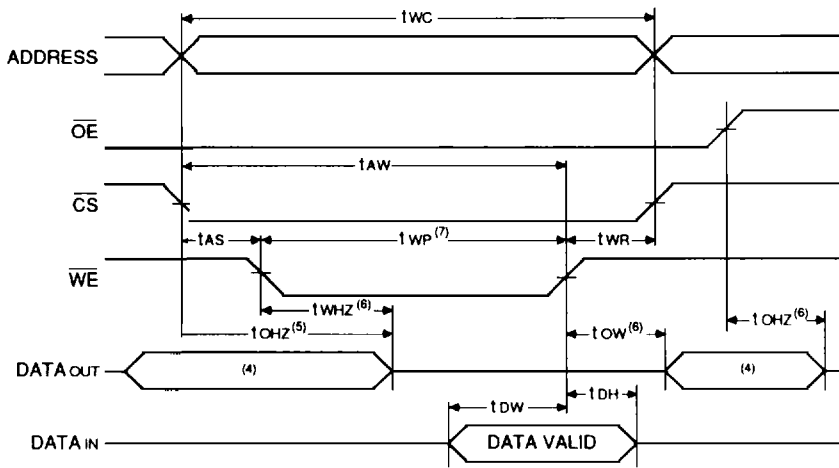 tWC
ADDRESS
OE
tAW
CS
tAS tWP(7) tWR
WE
tWHZ(6)
tOHZ(5) tOW(6) tOHZ(6)
DATA OUT (4) (4)
tDW tDH
DATA IN DATA VALID